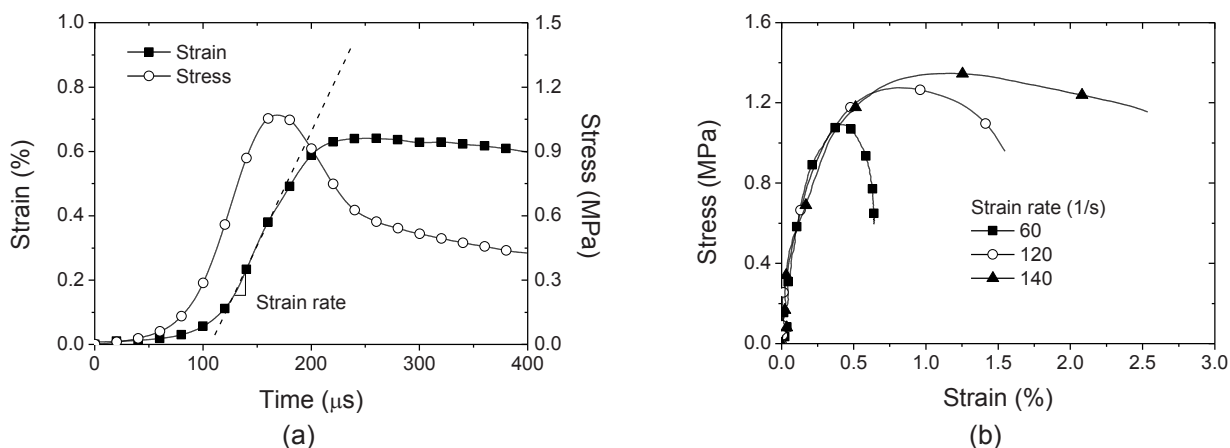 1.0
0.8
0.6
0.4
0.2
0.0
Strain (%)
Strain
Stress
Strain rate
1.5
1.2
0.9
0.6
0.3
0.0
Stress (MPa)
0 100 200 300 400
Time (μs)
(a)
1.6
1.2
0.8
0.4
0.0
Stress (MPa)
Strain rate (1/s)
60
120
140
0.0 0.5 1.0 1.5 2.0 2.5 3.0
Strain (%)
(b)